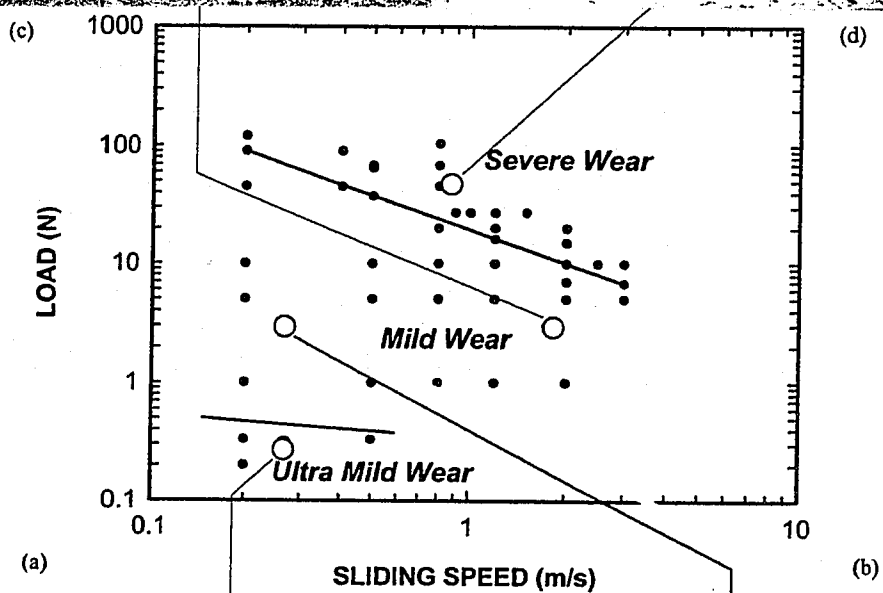 (c)
(d)
1000
100
10
1
0.1
LOAD (N)
Severe Wear
Mild Wear
Ultra Mild Wear
0.1
1
10
(a)
(b)
SLIDING SPEED (m/s)